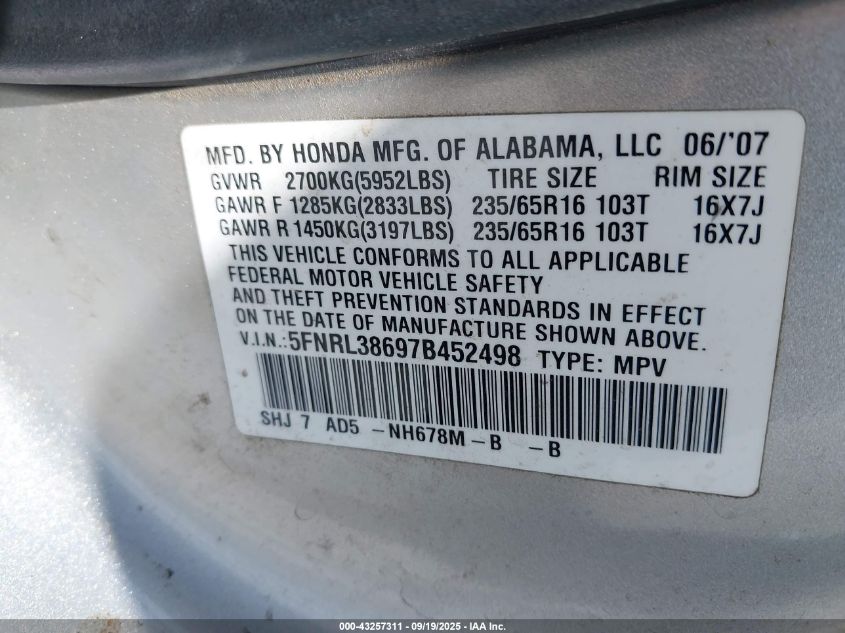 MFD. BY HONDA MFG. OF ALABAMA, LLC 06/'07
GVWR 2700KG(5952LBS) TIRE SIZE RIM SIZE
GAWR F 1285KG(2833LBS) 235/65R16 103T 16X7J
GAWR R 1450KG(3197LBS) 235/65R16 103T 16X7J
THIS VEHICLE CONFORMS TO ALL APPLICABLE
FEDERAL MOTOR VEHICLE SAFETY
AND THEFT PREVENTION STANDARDS IN EFFECT
ON THE DATE OF MANUFACTURE SHOWN ABOVE.
V.I.N.:5FNRL38697B452498 TYPE: MPV
SHJ 7 AD5 -NH678M-B -B
000-43257311 - 09/19/2025 - IAA Inc.